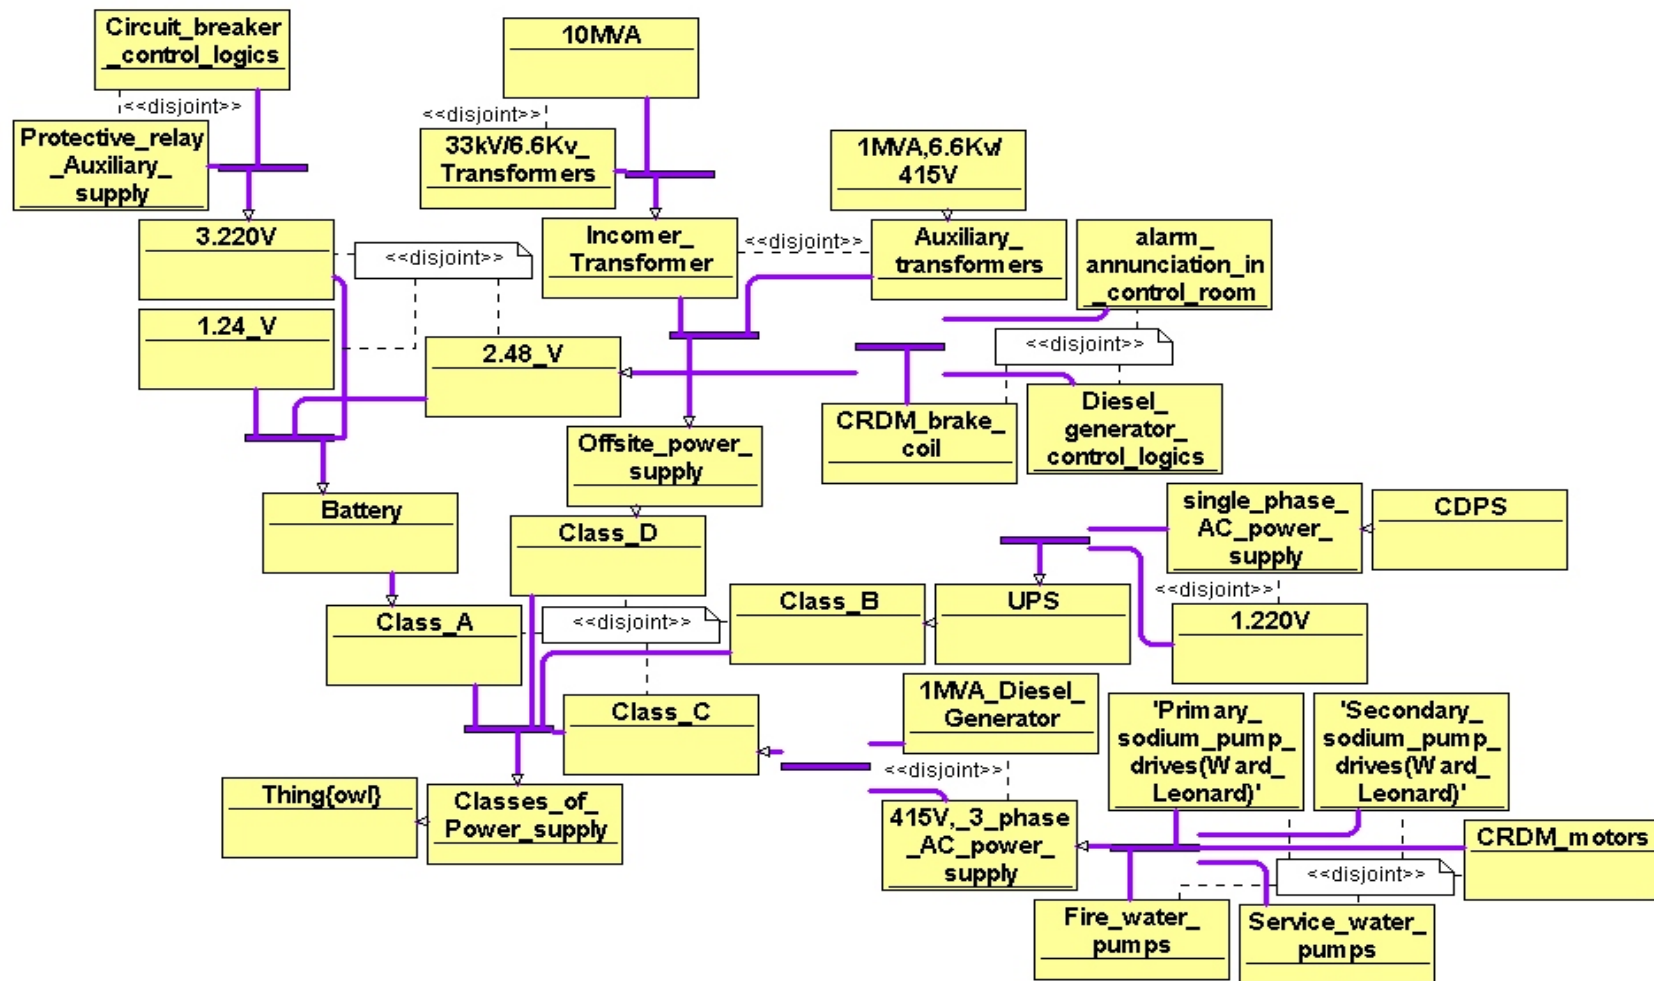 Circuit_breaker
_control_logics
10MVA
<<disjoint>>
<<disjoint>>
Protective_relay
_Auxiliary_
supply
33kV/6.6Kv_
Transformers
1MVA,6.6Kv/
415V
3.220V
<<disjoint>>
Incomer_
Transformer
<<disjoint>>
Auxiliary_
transformers
alarm_
annunciation_in
_control_room
1.24_V
2.48_V
<<disjoint>>
CRDM_brake_
coil
Diesel_
generator_
control_logics
Offsite_power_
supply
Battery
single_phase_
AC_power_
supply
CDPS
Class_D
<<disjoint>>
Class_A
<<disjoint>>
Class_B
UPS
1.220V
Class_C
1MVA_Diesel_
Generator
'Primary_
sodium_pump_
drives(Ward_
Leonard)'
'Secondary_
sodium_pump_
drives(Ward_
Leonard)'
<<disjoint>>
Thing{owl}
Classes_of_
Power_supply
415V,_3_phase
_AC_power_
supply
CRDM_motors
<<disjoint>>
Fire_water_
pumps
Service_water_
pumps